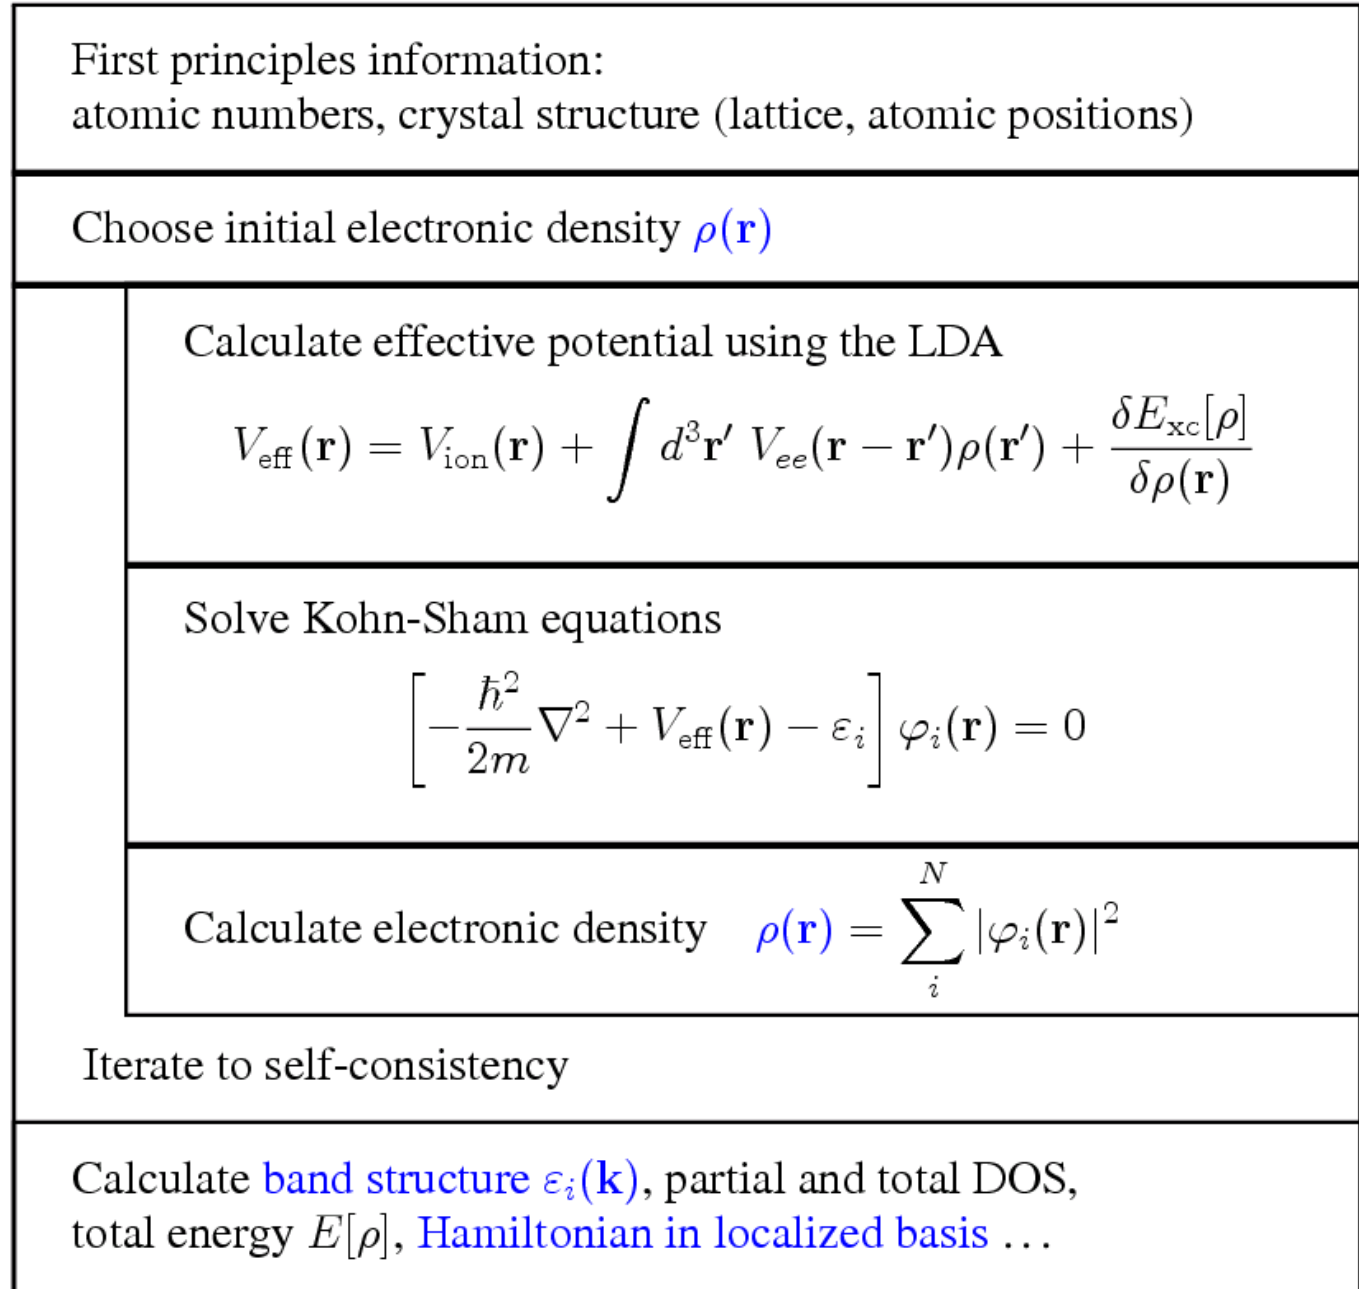 First principles information:
atomic numbers, crystal structure (lattice, atomic positions)
Choose initial electronic density ρ(𝐫)
Calculate effective potential using the LDA
V_eff(𝐫) = V_ion(𝐫) + ∫ d³𝐫′ V_ee(𝐫 − 𝐫′)ρ(𝐫′) + δE_xc[ρ] / δρ(𝐫)
Solve Kohn-Sham equations
[−ℏ²/2m ∇² + V_eff(𝐫) − ε_i] φ_i(𝐫) = 0
Calculate electronic density ρ(𝐫) = ∑_i^N |φ_i(𝐫)|²
Iterate to self-consistency
Calculate band structure ε_i(𝐤), partial and total DOS,
total energy E[ρ], Hamiltonian in localized basis …